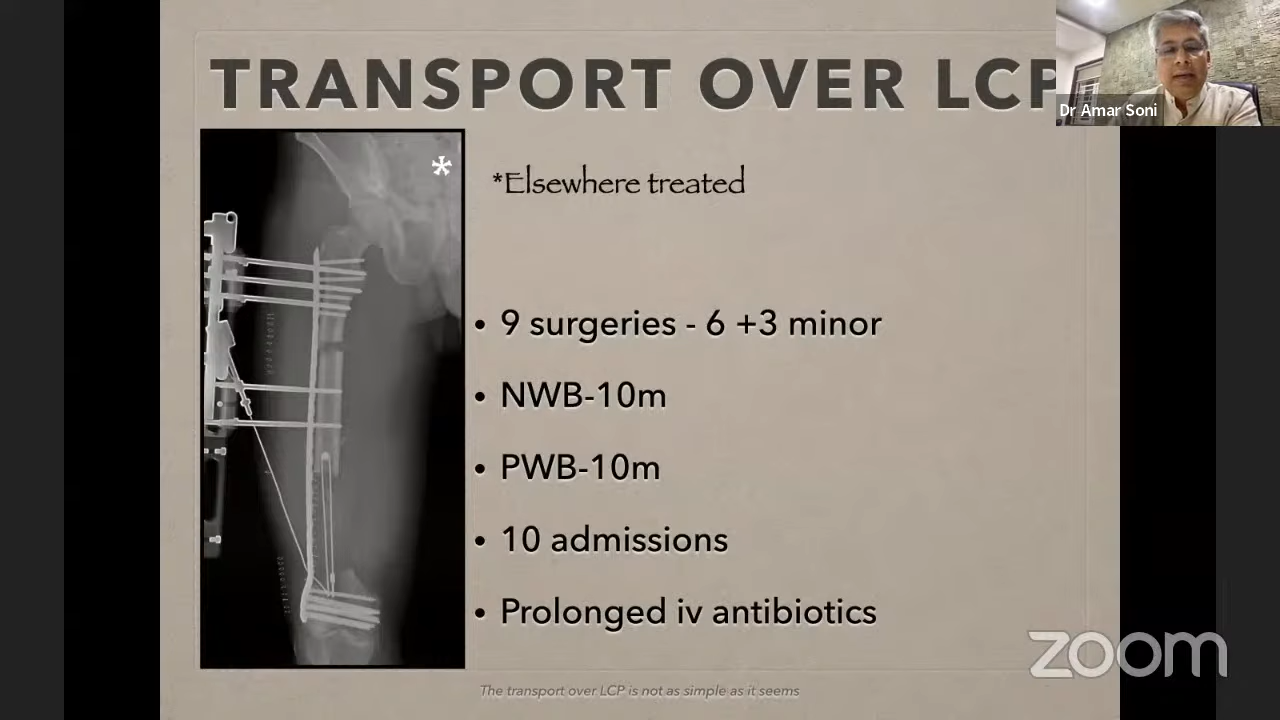 TRANSPORT OVER LCP
Dr Amar Soni
*
*Elsewhere treated
• 9 surgeries - 6 +3 minor
• NWB-10m
• PWB-10m
• 10 admissions
• Prolonged iv antibiotics
zoom
The transport over LCP is not as simple as it seems